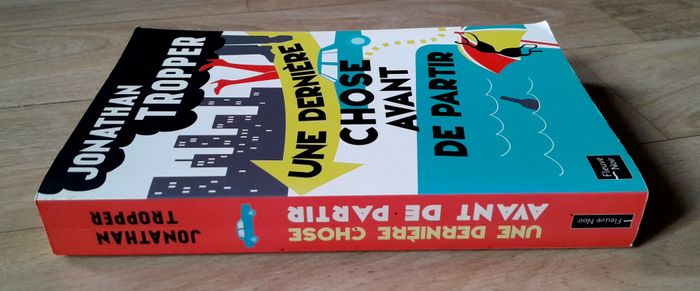 JONATHAN
TROPPER
UNE DERNIÈRE
CHOSE
AVANT
DE PARTIR
Fleuve
Noir
JONATHAN
TROPPER
UNE DERNIÈRE CHOSE
AVANT DE PARTIR
Fleuve Noir